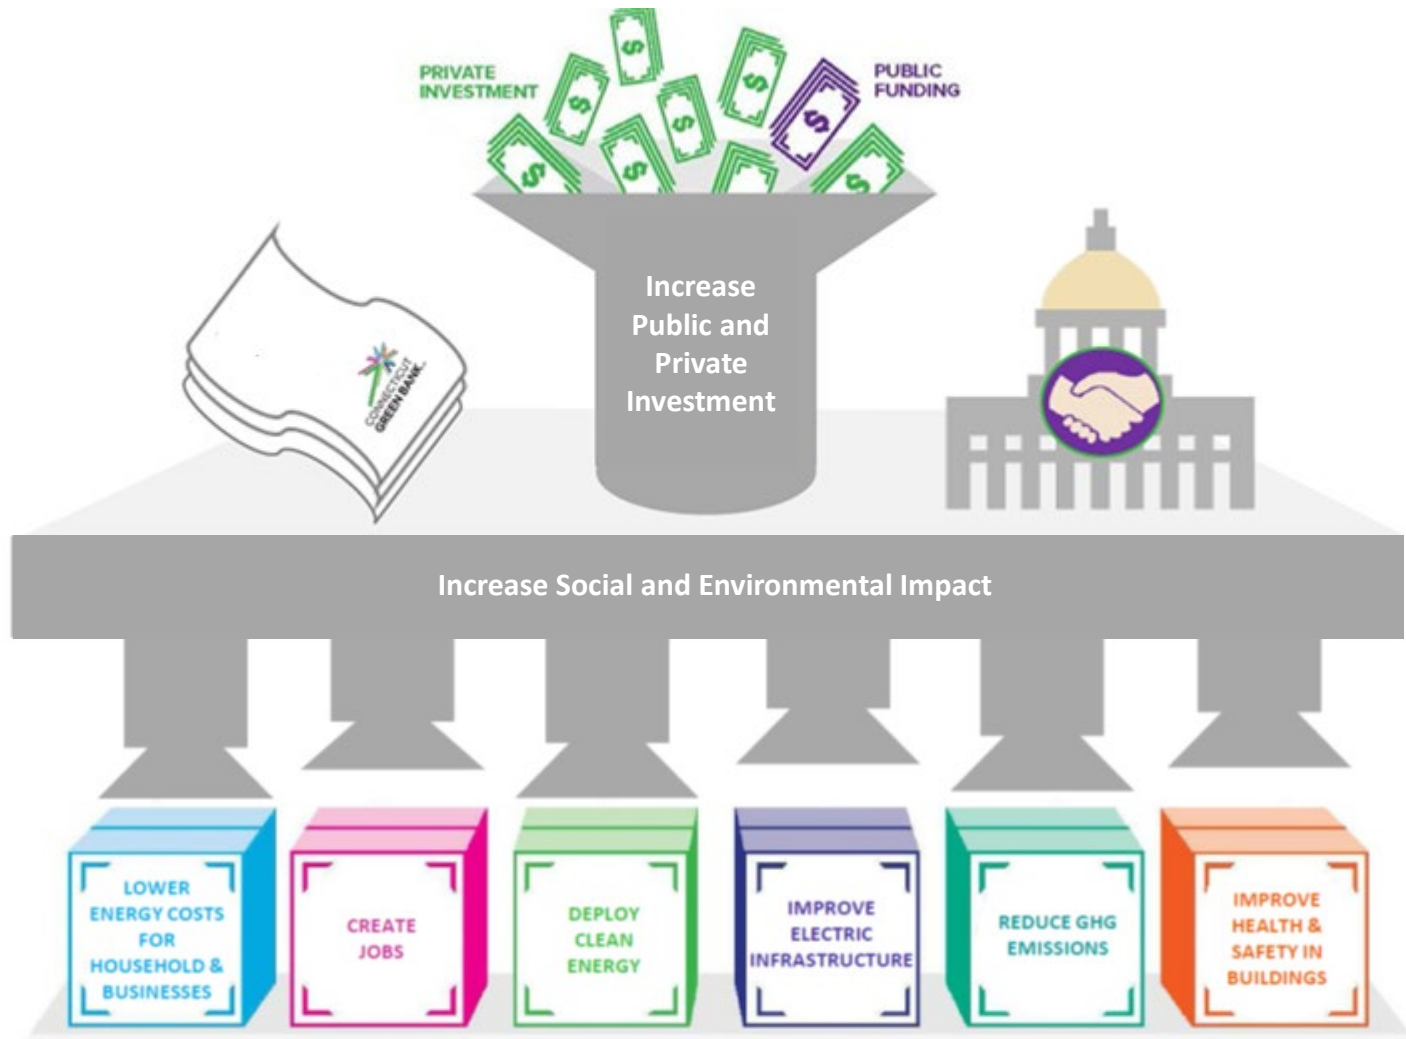 PRIVATE
INVESTMENT
PUBLIC
FUNDING
$
$
$
$
$
$
$
$
Increase
Public and
Private
Investment
CONNECTICUT
GREEN BANK
Increase Social and Environmental Impact
LOWER
ENERGY COSTS
FOR
HOUSEHOLD &
BUSINESSES
CREATE
JOBS
DEPLOY
CLEAN
ENERGY
IMPROVE
ELECTRIC
INFRASTRUCTURE
REDUCE GHG
EMISSIONS
IMPROVE
HEALTH &
SAFETY IN
BUILDINGS